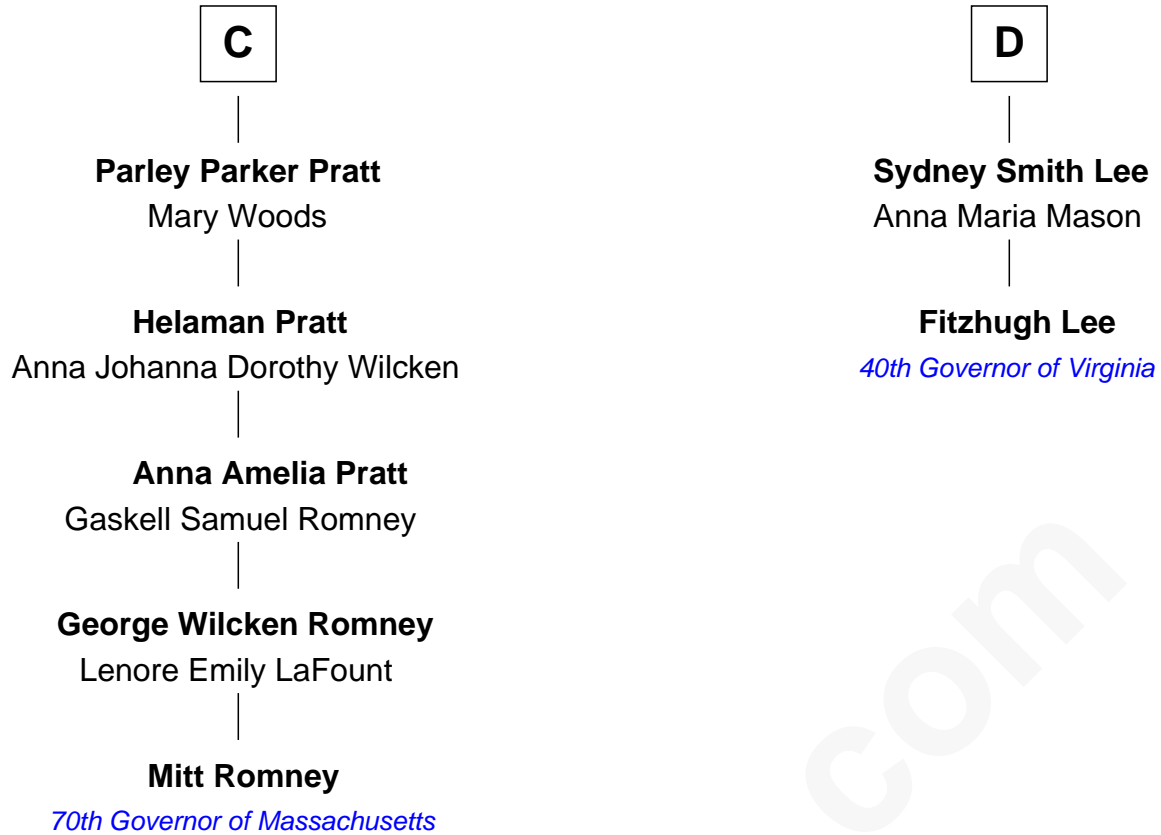 C
Parley Parker Pratt
Mary Woods
Helaman Pratt
Anna Johanna Dorothy Wilcken
Anna Amelia Pratt
Gaskell Samuel Romney
George Wilcken Romney
Lenore Emily LaFount
Mitt Romney
70th Governor of Massachusetts
D
Sydney Smith Lee
Anna Maria Mason
Fitzhugh Lee
40th Governor of Virginia
com